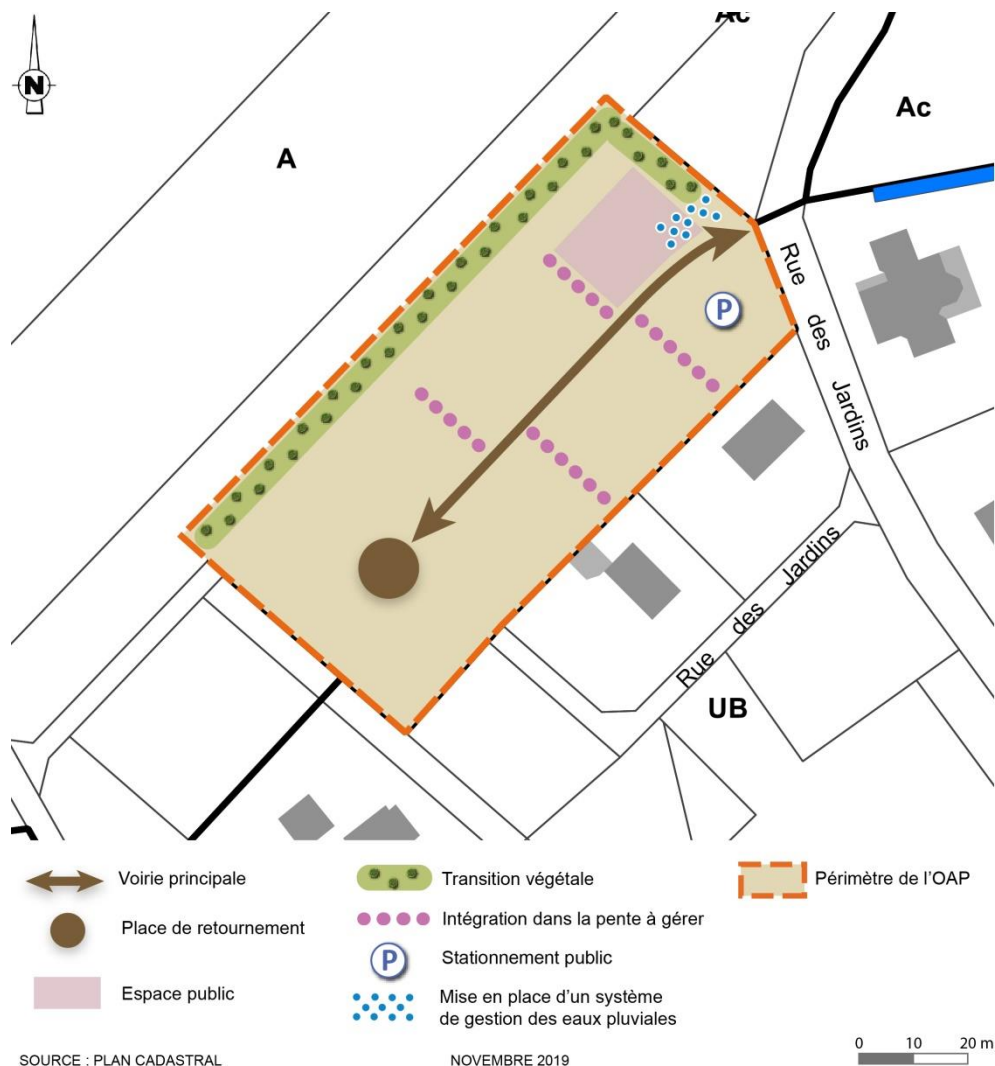 N
Ac
Ac
A
Rue des Jardins
P
Rue des Jardins
UB
Voirie principale
Place de retournement
Espace public
Transition végétale
Intégration dans la pente à gérer
P
Stationnement public
Mise en place d'un système
de gestion des eaux pluviales
Périmètre de l'OAP
SOURCE : PLAN CADASTRAL
NOVEMBRE 2019
0 10 20 m